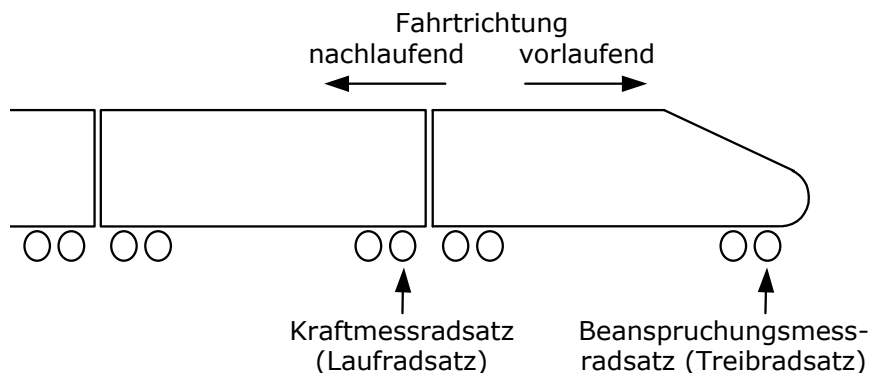 Fahrtrichtung
nachlaufend vorlaufend
Kraftmessradsatz
(Laufradsatz)
Beanspruchungsmess-
radsatz (Treibradsatz)